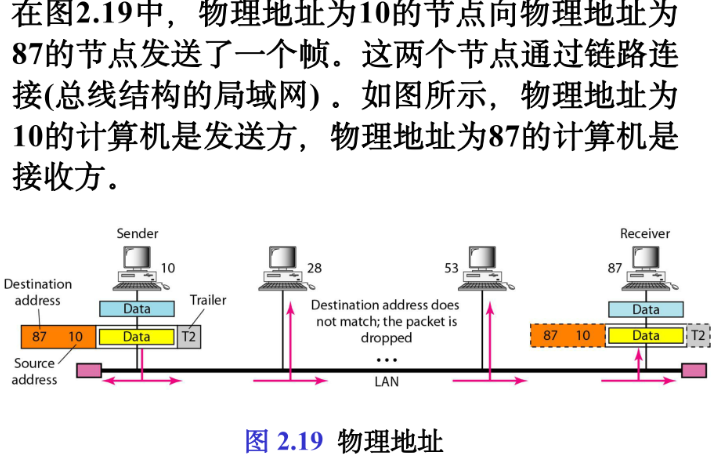 在图2.19中，物理地址为10的节点向物理地址为
87的节点发送了一个帧。这两个节点通过链路连
接(总线结构的局域网) 。如图所示，物理地址为
10的计算机是发送方，物理地址为87的计算机是
接收方。
Sender
Receiver
10
28
53
87
Destination
address
Trailer
Data
Destination address does
not match; the packet is
dropped
Data
87 10 Data T2
87 10 Data T2
Source
address
...
LAN
图 2.19 物理地址